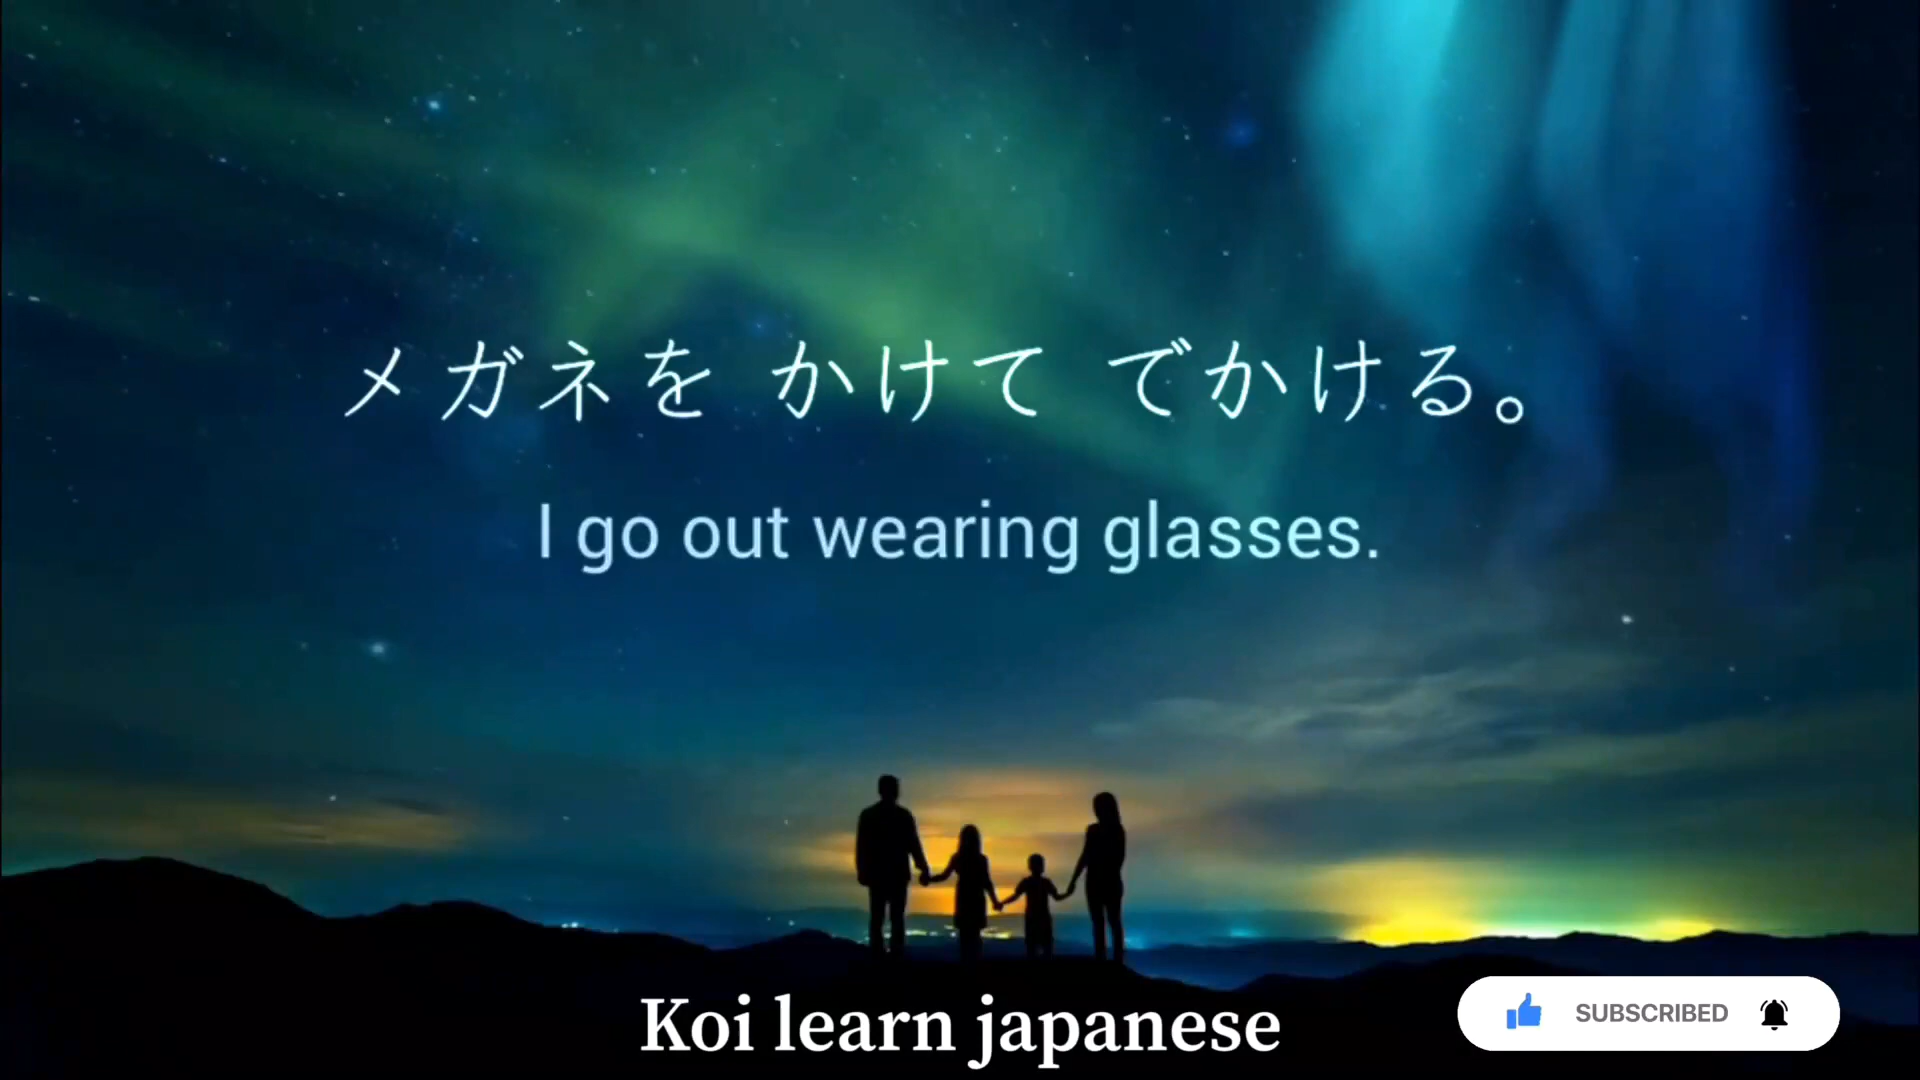 メガネを かけて でかける。
I go out wearing glasses.
Koi learn japanese
SUBSCRIBED